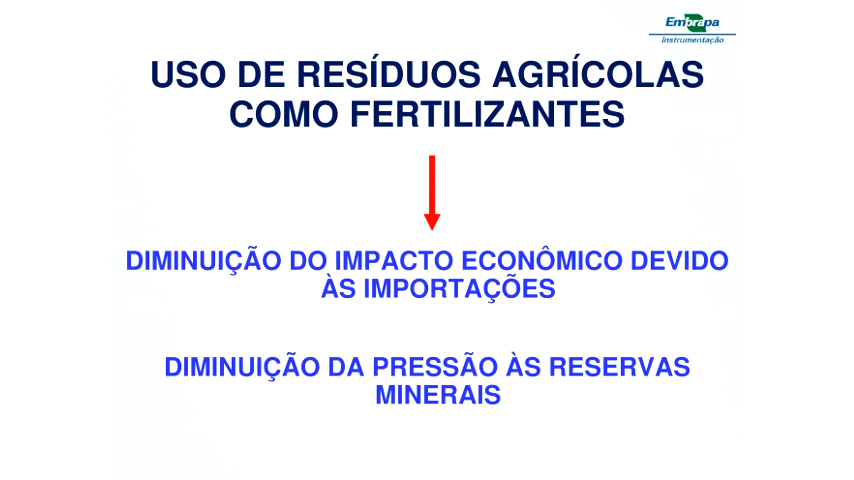 Embrapa
Instrumentação
USO DE RESÍDUOS AGRÍCOLAS
COMO FERTILIZANTES
DIMINUIÇÃO DO IMPACTO ECONÔMICO DEVIDO
ÀS IMPORTAÇÕES
DIMINUIÇÃO DA PRESSÃO ÀS RESERVAS
MINERAIS